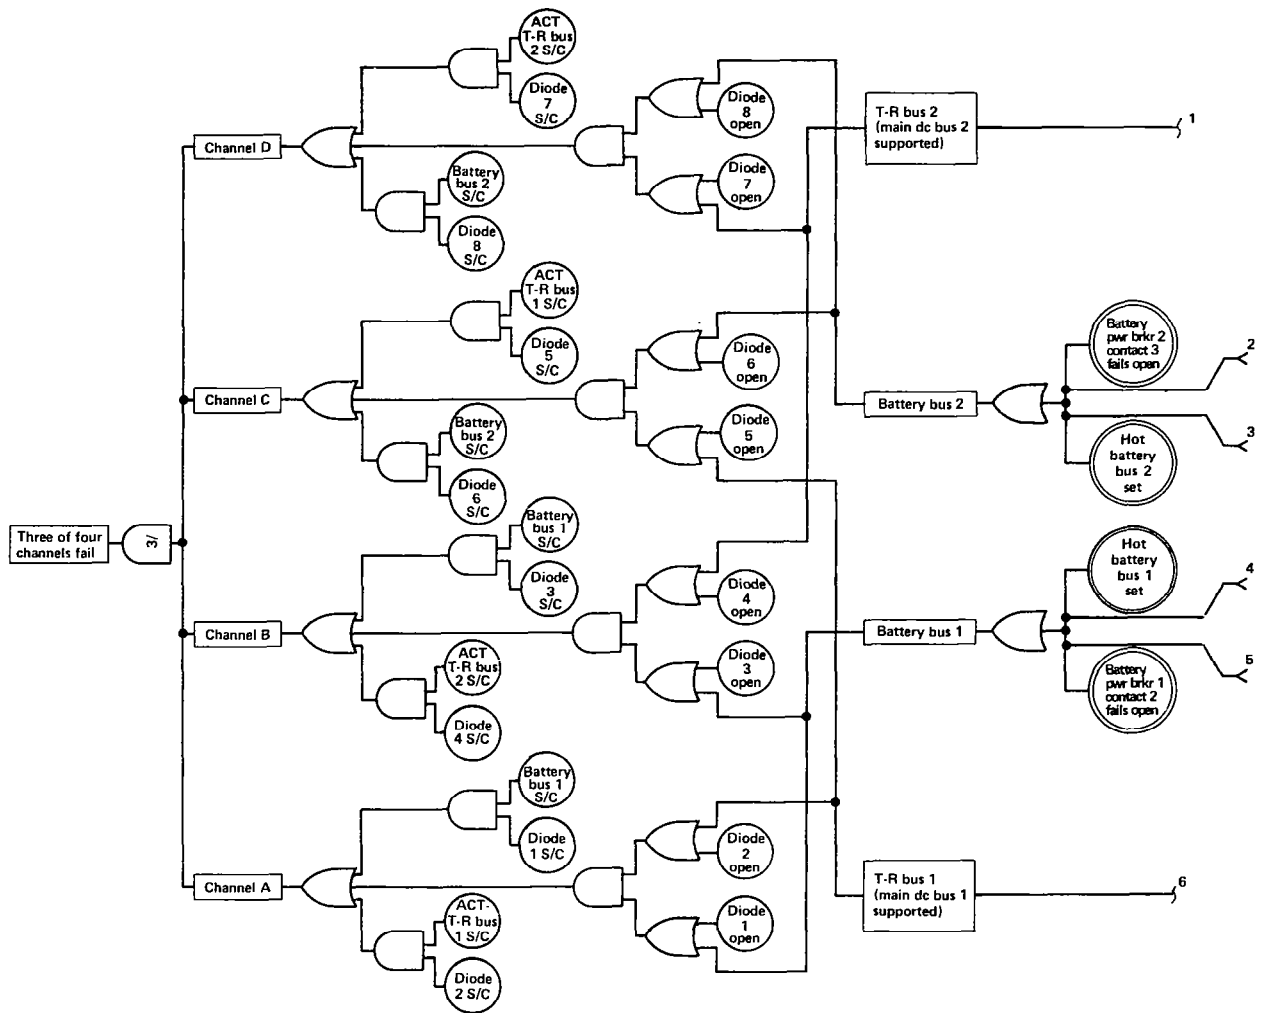 ACT
T-R bus
2 S/C
Diode
7
S/C
Diode
8
open
T-R bus 2
(main dc bus 2
supported)
1
Channel D
Battery
bus 2
S/C
Diode
7
open
Diode
8
S/C
ACT
T-R bus
1 S/C
Diode
5
S/C
Diode
6
open
Battery
pwr brkr 2
contact 3
fails open
2
Channel C
Battery bus 2
Battery
bus 2
S/C
Diode
5
open
3
Hot
battery
bus 2
set
Diode
6
S/C
Three of four
channels fail
3/
Battery
bus 1
S/C
Diode
3
S/C
Diode
4
open
Hot
battery
bus 1
set
4
Channel B
Battery bus 1
ACT
T-R bus
2 S/C
Diode
3
open
5
Battery
pwr brkr 1
contact 2
fails open
Diode
4 S/C
Battery
bus 1
S/C
Diode
1 S/C
Diode
2
open
Channel A
T-R bus 1
(main dc bus 1
supported)
6
ACT-
T-R bus
1 S/C
Diode
1
open
Diode
2 S/C